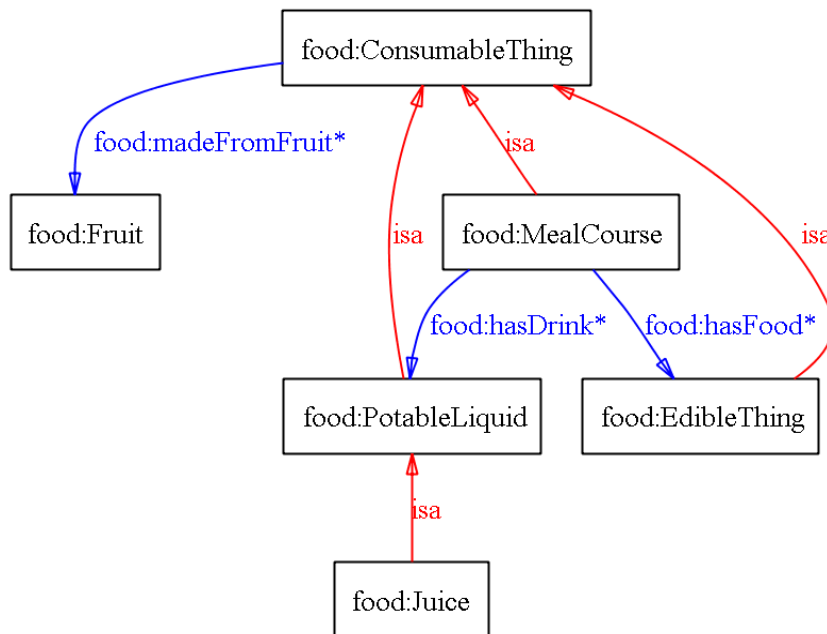 food:ConsumableThing
food:madeFromFruit*
isa
food:Fruit
food:MealCourse
isa
isa
food:hasDrink*
food:hasFood*
food:PotableLiquid
food:EdibleThing
isa
food:Juice